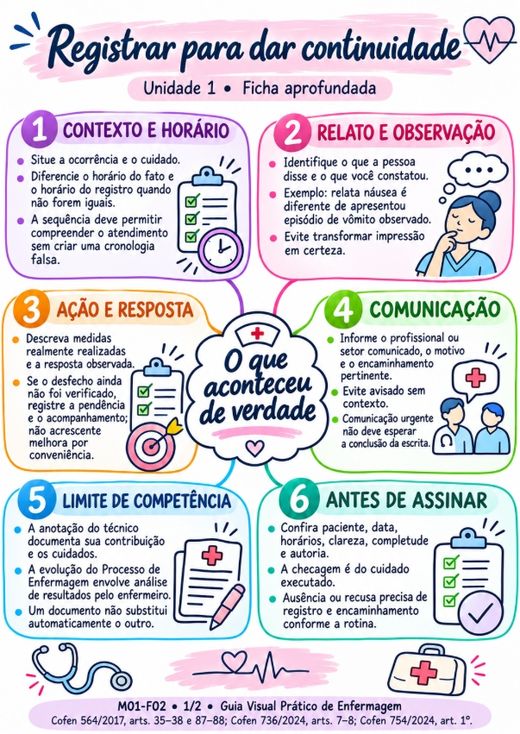 Registrar para dar continuidade
Unidade 1 • Ficha aprofundada
1 CONTEXTO E HORÁRIO
• Situe a ocorrência e o cuidado.
• Diferencie o horário do fato e
o horário do registro quando
não forem iguais.
• A sequência deve permitir
compreender o atendimento
sem criar uma cronologia
falsa.
2 RELATO E OBSERVAÇÃO
• Identifique o que a pessoa
disse e o que você constatou.
• Exemplo: relata náusea é
diferente de apresentou
episódio de vômito observado.
• Evite transformar impressão
em certeza.
3 AÇÃO E RESPOSTA
• Descreva medidas
realmente realizadas
e a resposta observada.
• Se o desfecho ainda
não foi verificado,
registre a pendência
e o acompanhamento;
não acrescente
melhora por
conveniência.
O que
aconteceu
de verdade
4 COMUNICAÇÃO
• Informe o profissional ou
setor comunicado, o motivo
e o encaminhamento
pertinente.
• Evite avisado sem
contexto.
• Comunicação urgente
não deve esperar
a conclusão da escrita.
5 LIMITE DE COMPETÊNCIA
• A anotação do técnico
documenta sua contribuição
e os cuidados.
• A evolução do Processo de
Enfermagem envolve análise
de resultados pelo enfermeiro.
• Um documento não substitui
automaticamente o outro.
6 ANTES DE ASSINAR
• Confira paciente, data,
horários, clareza, completude
e autoria.
• A checagem é do cuidado
executado.
• Ausência ou recusa precisa de
registro e encaminhamento
conforme a rotina.
M01-F02 • 1/2 • Guia Visual Prático de Enfermagem
Cofen 564/2017, arts. 35–38 e 87–88; Cofen 736/2024, arts. 7–8; Cofen 754/2024, art. 1º.